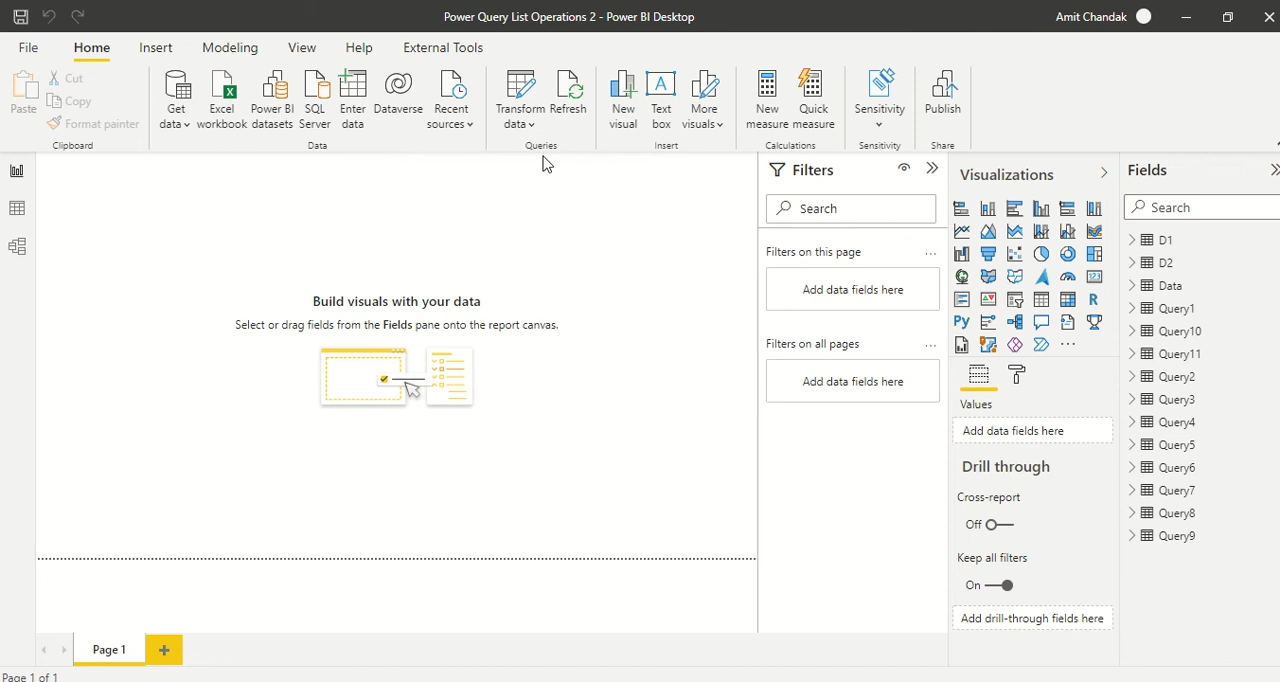 Power Query List Operations 2 - Power BI Desktop
Amit Chandak
File Home Insert Modeling View Help External Tools
Paste
Cut
Copy
Format painter
Clipboard
Get data
Excel workbook
Power BI datasets
SQL Server
Enter data
Dataverse
Recent sources
Data
Transform data
Refresh
Queries
New visual
Text box
More visuals
Insert
New measure
Quick measure
Calculations
Sensitivity
Sensitivity
Publish
Share
Build visuals with your data
Select or drag fields from the Fields pane onto the report canvas.
Filters
Search
Filters on this page
...
Add data fields here
Filters on all pages
...
Add data fields here
Visualizations
R
Py
123
...
Values
Add data fields here
Drill through
Cross-report
Off
Keep all filters
On
Add drill-through fields here
Fields
Search
D1
D2
Data
Query1
Query10
Query11
Query2
Query3
Query4
Query5
Query6
Query7
Query8
Query9
Page 1
+
Page 1 of 1